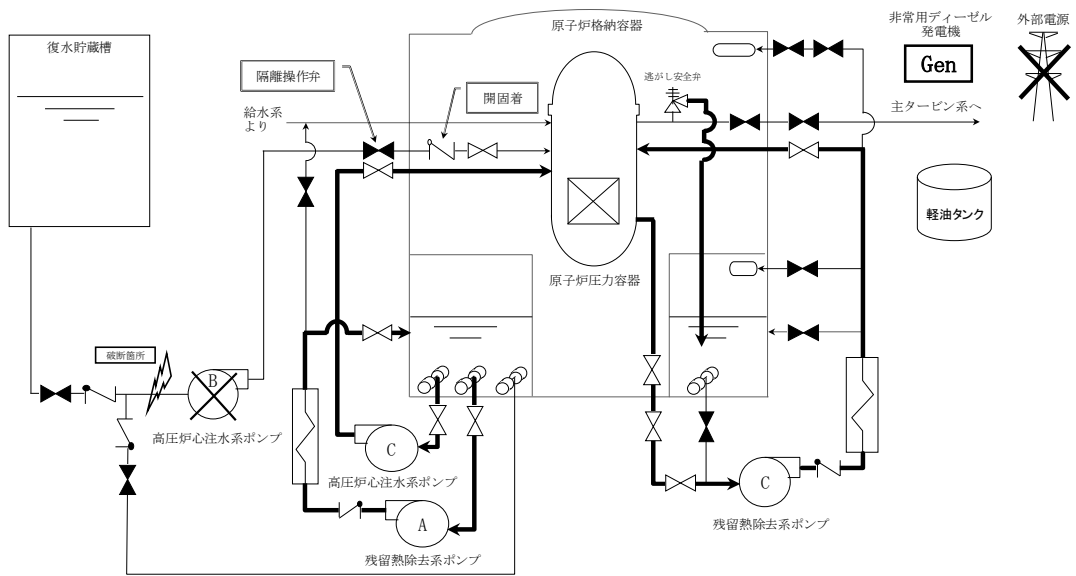 復水貯蔵槽
原子炉格納容器
非常用ディーゼル
発電機
外部電源
Gen
隔離操作弁
開固着
逃がし安全弁
給水系
より
主タービン系へ
軽油タンク
原子炉圧力容器
破断箇所
B
高圧炉心注水系ポンプ
C
高圧炉心注水系ポンプ
C
残留熱除去系ポンプ
A
残留熱除去系ポンプ